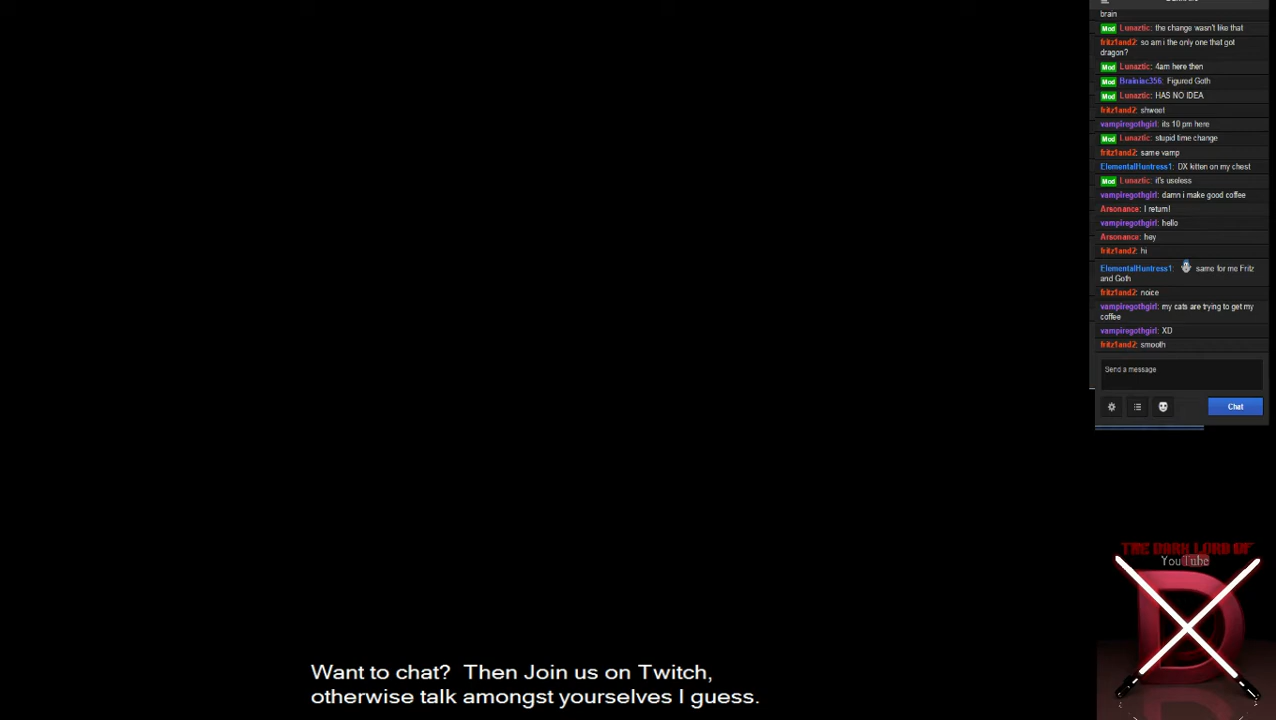 brain
Mod Lunaztic: the change wasn't like that
fritz1and2: so am i the only one that got
dragon?
Mod Lunaztic: 4am here then
Mod Brainiac356: Figured Goth
Mod Lunaztic: HAS NO IDEA
fritz1and2: shweet
vampiregothgirl: its 10 pm here
Mod Lunaztic: stupid time change
fritz1and2: same vamp
ElementalHuntress1: DX kitten on my chest
Mod Lunaztic: it's useless
vampiregothgirl: damn i make good coffee
Arsonance: I return!
vampiregothgirl: hello
Arsonance: hey
fritz1and2: hi
ElementalHuntress1: same for me Fritz
and Goth
fritz1and2: noice
vampiregothgirl: my cats are trying to get my
coffee
vampiregothgirl: XD
fritz1and2: smooth
Send a message
Chat
THE DARK LORD OF
YouTube
D
Want to chat? Then Join us on Twitch,
otherwise talk amongst yourselves I guess.